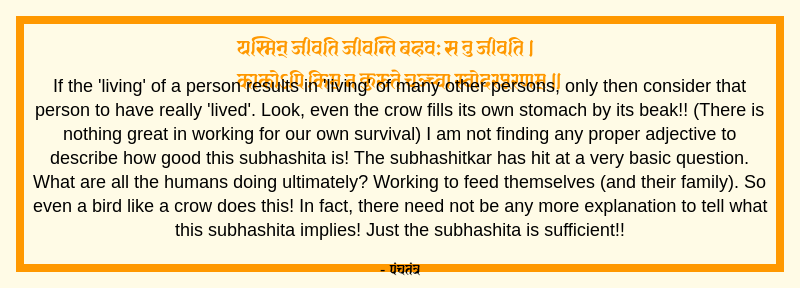 यस्मिन् जीवति जीवन्ति बहवः स तु जीवति।
काकोऽपि किम् न कुरुते चन्च्वा स्वोदरपूरणम्॥
If the 'living' of a person results in 'living' of many other persons, only then consider that
person to have really 'lived'. Look, even the crow fills its own stomach by its beak!! (There is
nothing great in working for our own survival) I am not finding any proper adjective to
describe how good this subhashita is! The subhashitkar has hit at a very basic question.
What are all the humans doing ultimately? Working to feed themselves (and their family). So
even a bird like a crow does this! In fact, there need not be any more explanation to tell what
this subhashita implies! Just the subhashita is sufficient!!
- पंचतंत्र